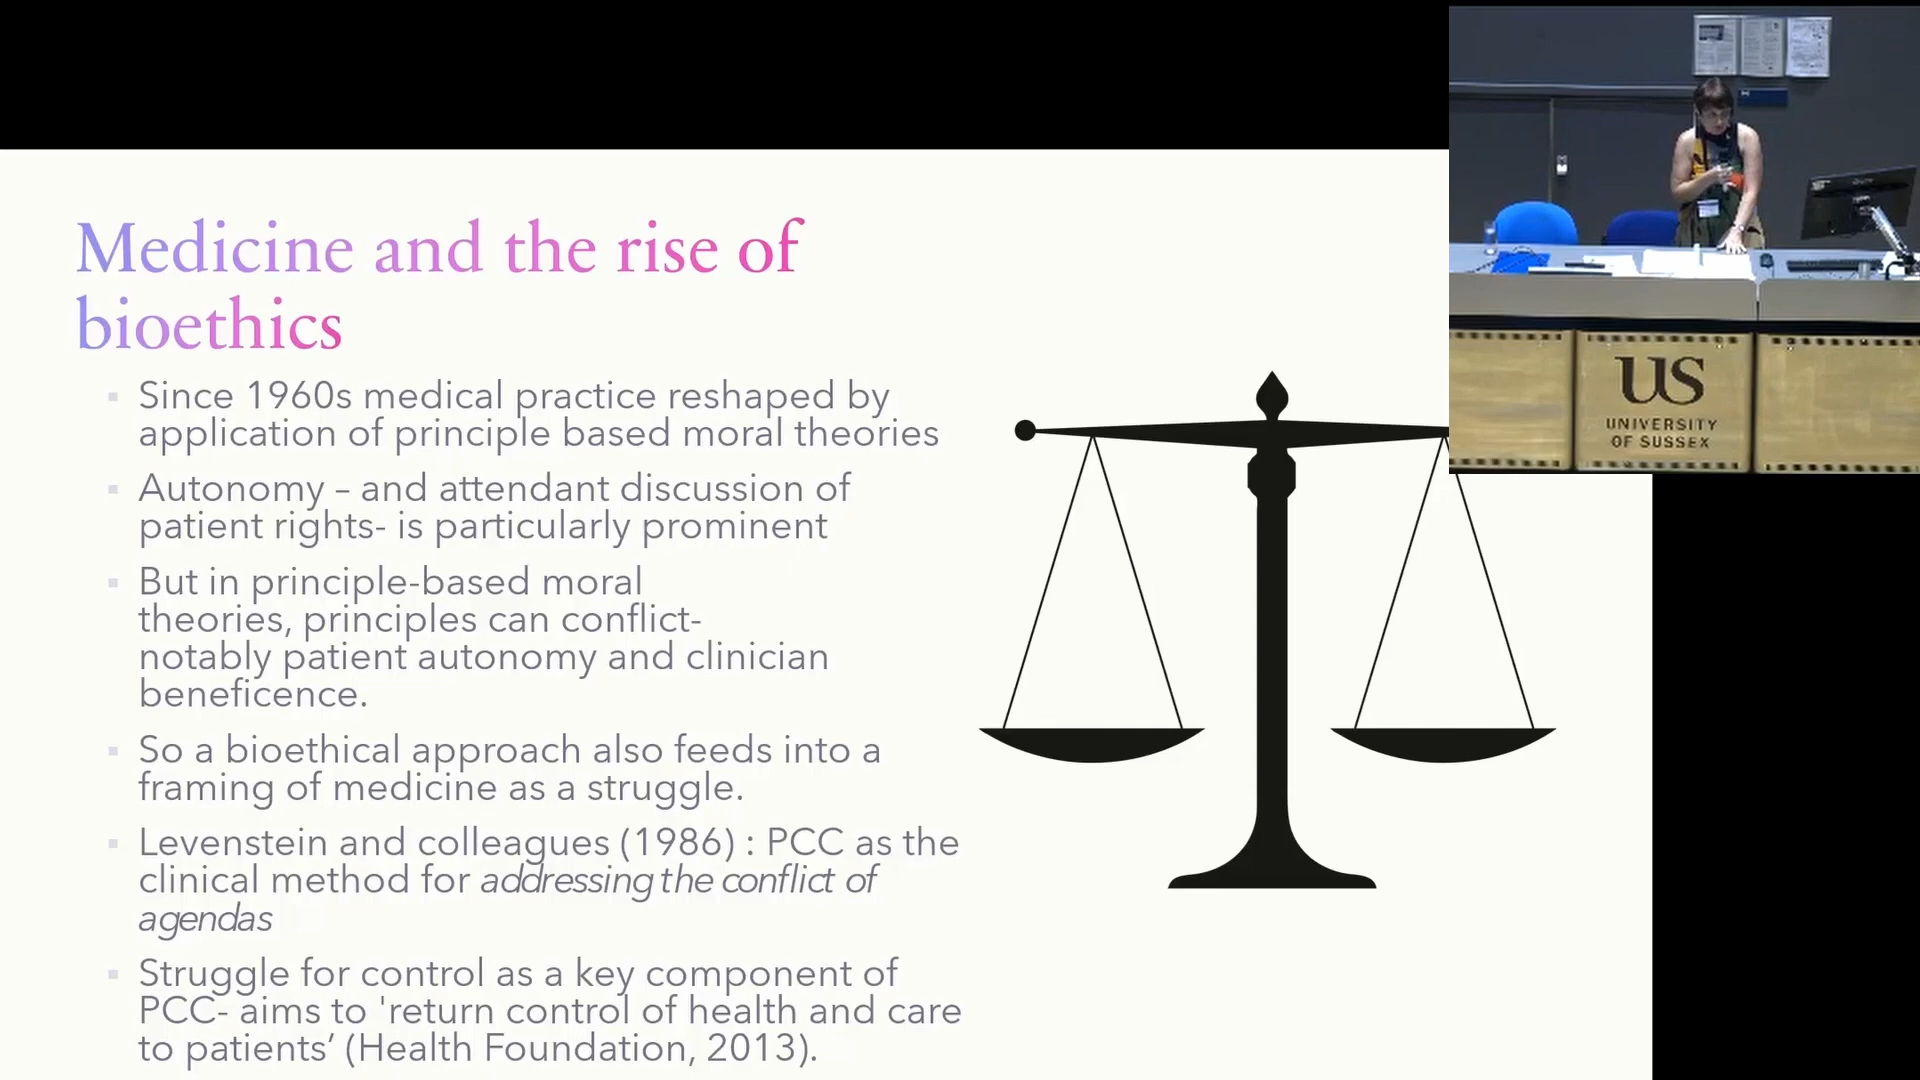 Medicine and the rise of
bioethics
Since 1960s medical practice reshaped by
application of principle based moral theories
Autonomy – and attendant discussion of
patient rights- is particularly prominent
But in principle-based moral
theories, principles can conflict-
notably patient autonomy and clinician
beneficence.
So a bioethical approach also feeds into a
framing of medicine as a struggle.
Levenstein and colleagues (1986) : PCC as the
clinical method for addressing the conflict of
agendas
Struggle for control as a key component of
PCC- aims to 'return control of health and care
to patients’ (Health Foundation, 2013).
US
UNIVERSITY
OF SUSSEX